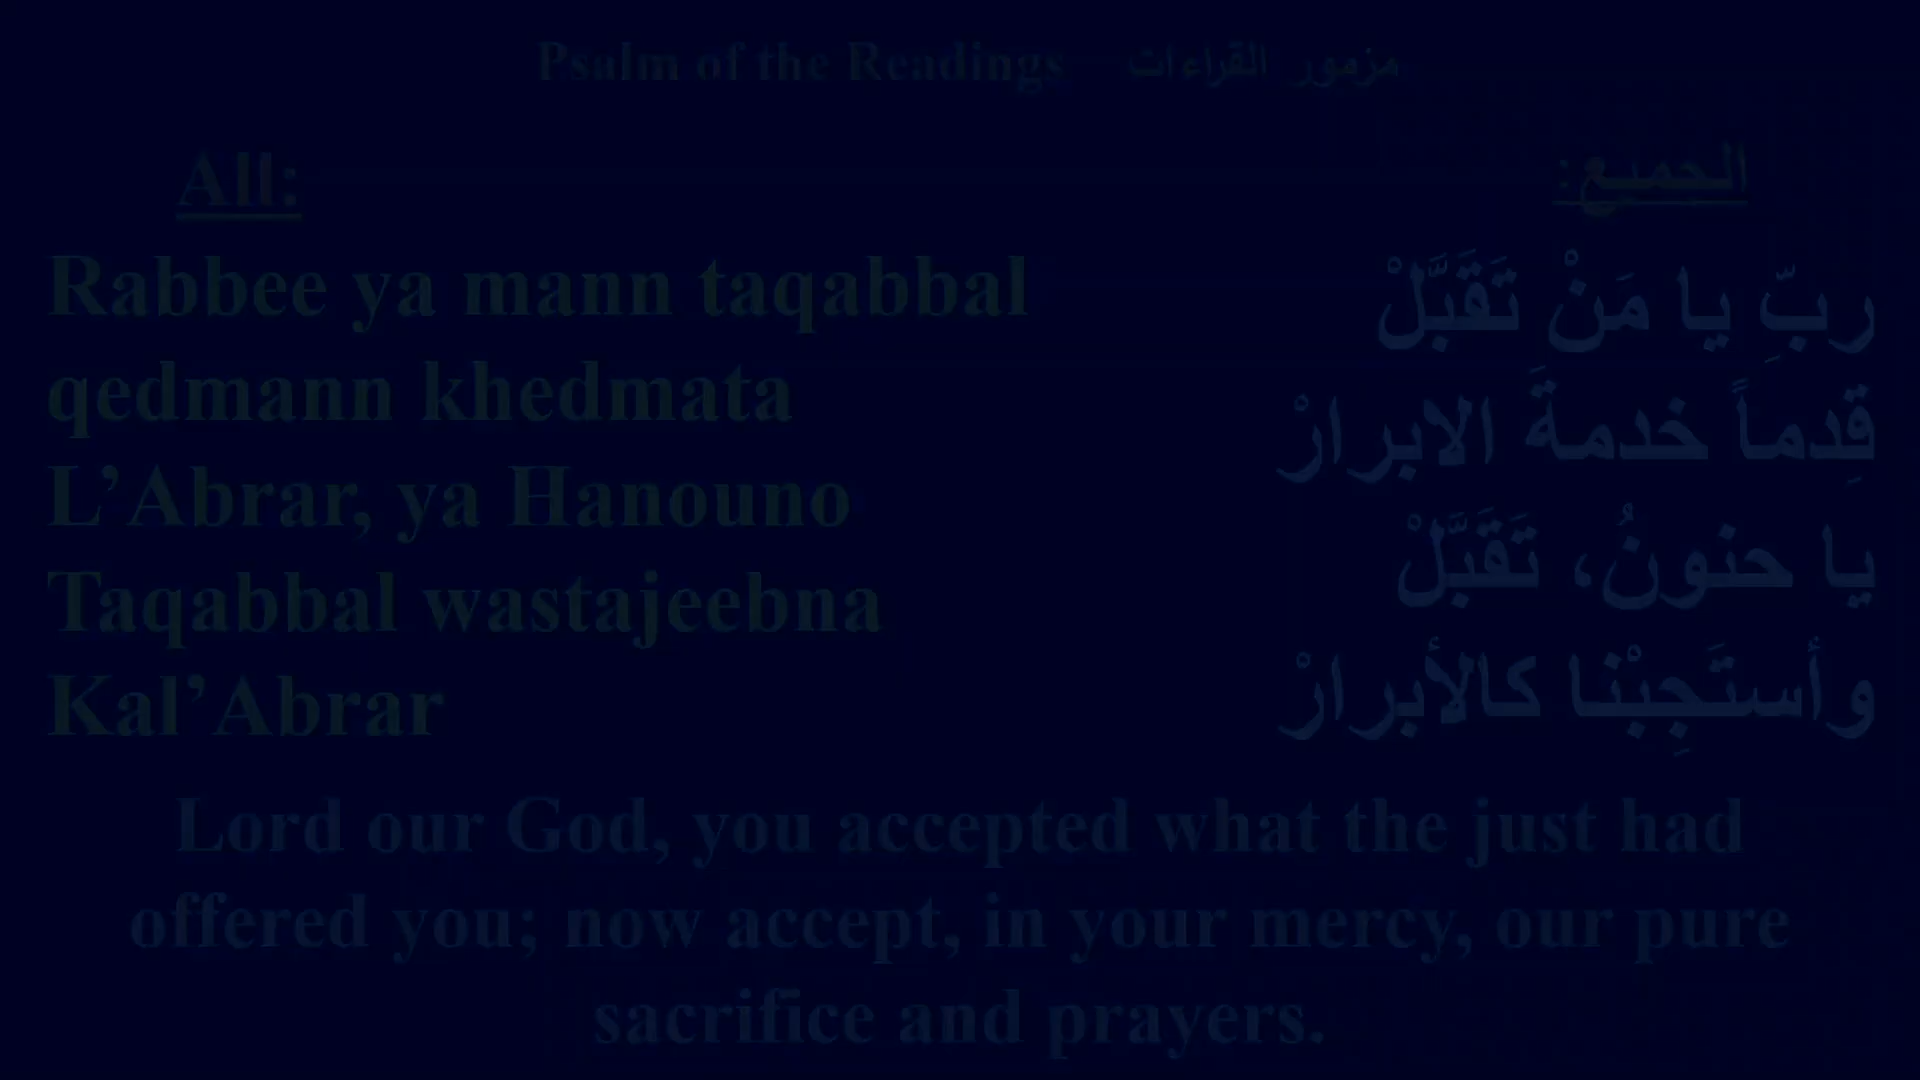 Psalm of the Readings مزمور القراءات
All:
Rabbee ya mann taqabbal
qedmann khedmata
L’Abrar, ya Hanouno
Taqabbal wastajeebna
Kal’Abrar
الجميع:
ربِّ يا مَنْ تَقَبَّلْ
قِدماً خدمةَ الابرارْ
يا حنونُ، تَقَبَّلْ
وأستَجِبْنا كالأبرارْ
Lord our God, you accepted what the just had
offered you; now accept, in your mercy, our pure
sacrifice and prayers.